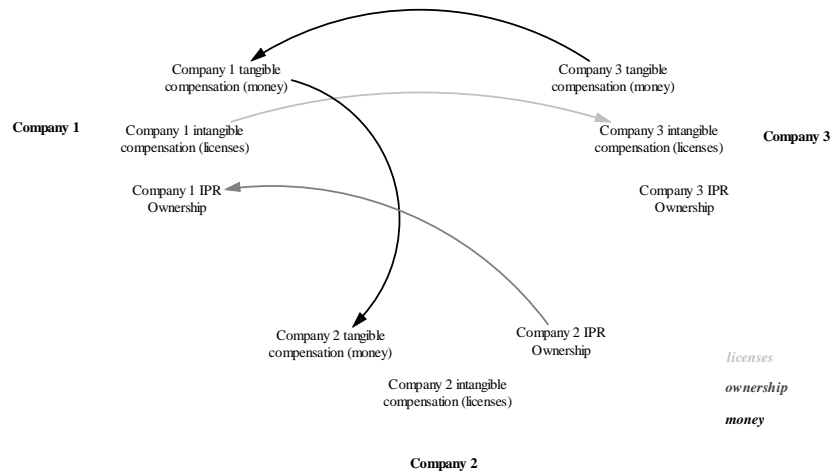 Company 1 tangible
compensation (money)
Company 3 tangible
compensation (money)
Company 1
Company 1 intangible
compensation (licenses)
Company 3 intangible
compensation (licenses)
Company 3
Company 1 IPR
Ownership
Company 3 IPR
Ownership
Company 2 tangible
compensation (money)
Company 2 IPR
Ownership
Company 2 intangible
compensation (licenses)
licenses
ownership
money
Company 2